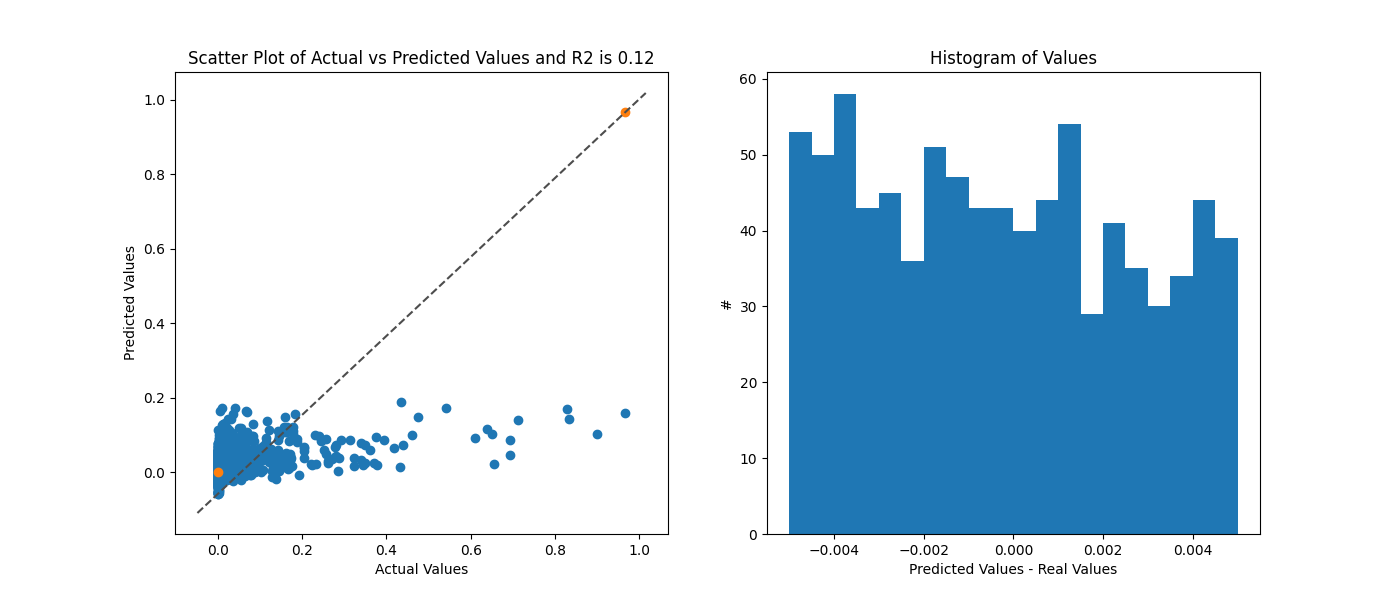 Scatter Plot of Actual vs Predicted Values and R2 is 0.12
1.0
0.8
0.6
0.4
0.2
0.0
Predicted Values
0.0 0.2 0.4 0.6 0.8 1.0
Actual Values
Histogram of Values
60
50
40
30
20
10
0
#
−0.004 −0.002 0.000 0.002 0.004
Predicted Values - Real Values